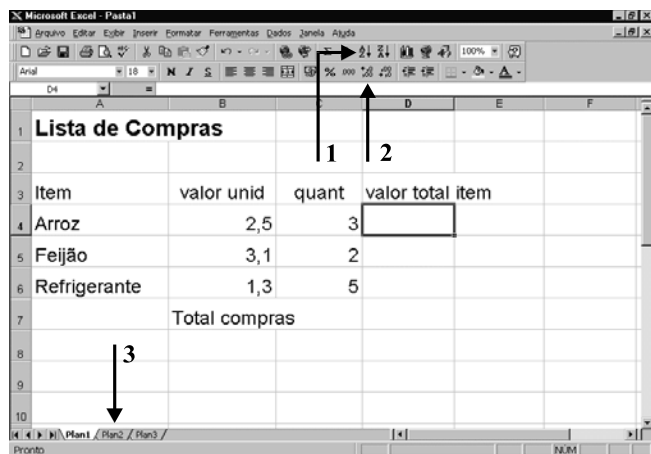 Microsoft Excel - Pasta1
Arquivo Editar Exibir Inserir Formatar Ferramentas Dados Janela Ajuda
100%
Arial 18 N I S % 000
D4 =
A B C D E F
1 Lista de Compras
1 2
2
3 Item valor unid quant valor total item
4 Arroz 2,5 3
5 Feijão 3,1 2
6 Refrigerante 1,3 5
7 Total compras
8
3
9
10
Plan1 Plan2 Plan3
Pronto NÚM